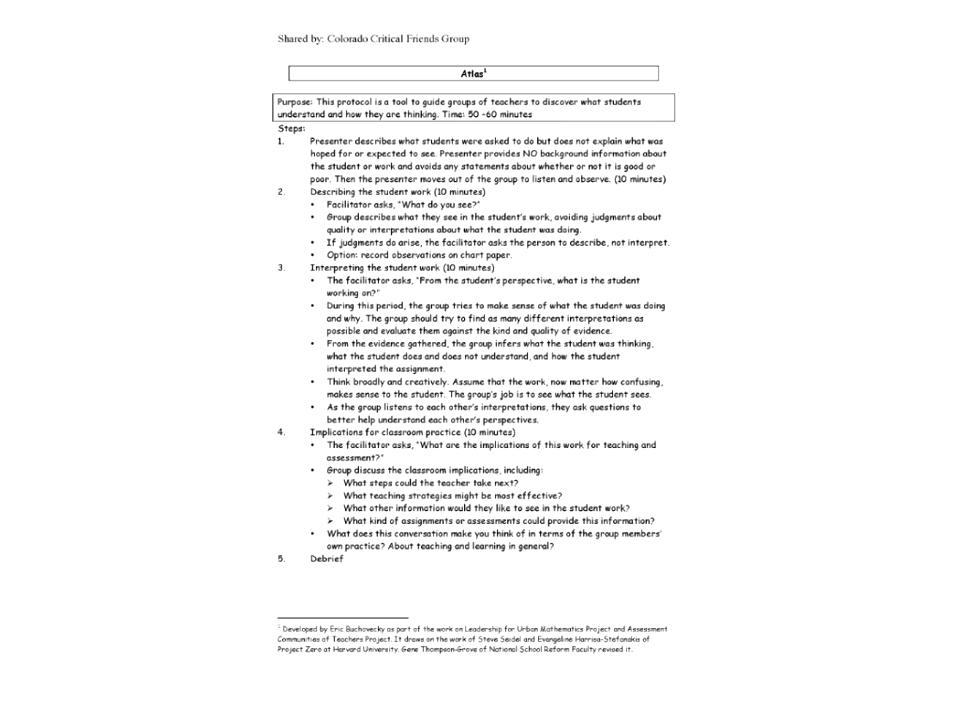 Shared by: Colorado Critical Friends Group
Atlas¹
Purpose: This protocol is a tool to guide groups of teachers to discover what students
understand and how they are thinking. Time: 50 -60 minutes
Steps:
1. Presenter describes what students were asked to do but does not explain what was
hoped for or expected to see. Presenter provides NO background information about
the student or work and avoids any statements about whether or not it is good or
poor. Then the presenter moves out of the group to listen and observe. (10 minutes)
2. Describing the student work (10 minutes)
• Facilitator asks, "What do you see?"
• Group describes what they see in the student's work, avoiding judgments about
quality or interpretations about what the student was doing.
• If judgments do arise, the facilitator asks the person to describe, not interpret.
• Option: record observations on chart paper.
3. Interpreting the student work (10 minutes)
• The facilitator asks, "From the student's perspective, what is the student
working on?"
• During this period, the group tries to make sense of what the student was doing
and why. The group should try to find as many different interpretations as
possible and evaluate them against the kind and quality of evidence.
• From the evidence gathered, the group infers what the student was thinking,
what the student does and does not understand, and how the student
interpreted the assignment.
• Think broadly and creatively. Assume that the work, now matter how confusing,
makes sense to the student. The group's job is to see what the student sees.
• As the group listens to each other's interpretations, they ask questions to
better help understand each other's perspectives.
4. Implications for classroom practice (10 minutes)
• The facilitator asks, "What are the implications of this work for teaching and
assessment?"
• Group discuss the classroom implications, including:
➢ What steps could the teacher take next?
➢ What teaching strategies might be most effective?
➢ What other information would they like to see in the student work?
➢ What kind of assignments or assessments could provide this information?
• What does this conversation make you think of in terms of the group members'
own practice? About teaching and learning in general?
5. Debrief
¹ Developed by Eric Buchovecky as part of the work on Leadership for Urban Mathematics Project and Assessment
Communities of Teachers Project. It draws on the work of Steve Seidel and Evangeline Harrisa-Stefanakis of
Project Zero at Harvard University. Gene Thompson-Grove of National School Reform Faculty revised it.